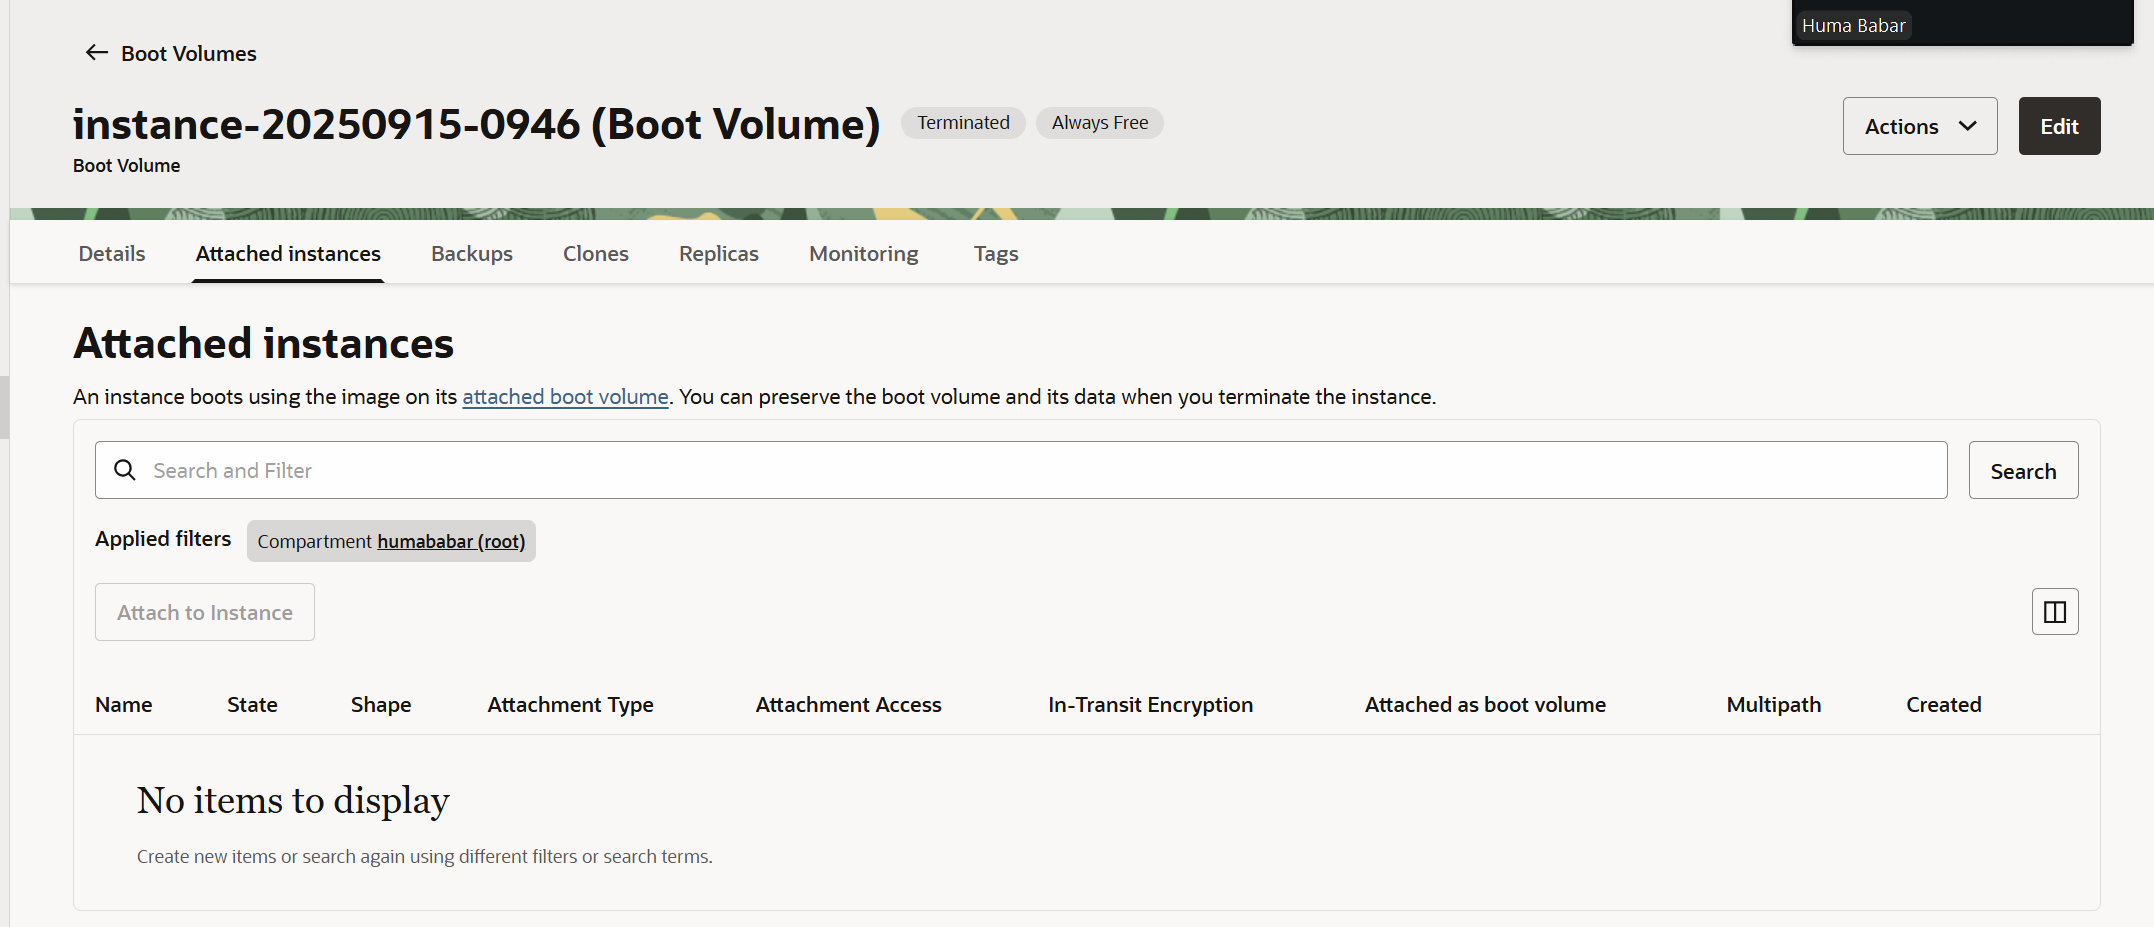 Huma Babar
Boot Volumes
instance-20250915-0946 (Boot Volume) Terminated Always Free
Actions Edit
Boot Volume
Details Attached instances Backups Clones Replicas Monitoring Tags
Attached instances
An instance boots using the image on its attached boot volume. You can preserve the boot volume and its data when you terminate the instance.
Search and Filter Search
Applied filters Compartment humababar (root)
Attach to Instance
Name State Shape Attachment Type Attachment Access In-Transit Encryption Attached as boot volume Multipath Created
No items to display
Create new items or search again using different filters or search terms.